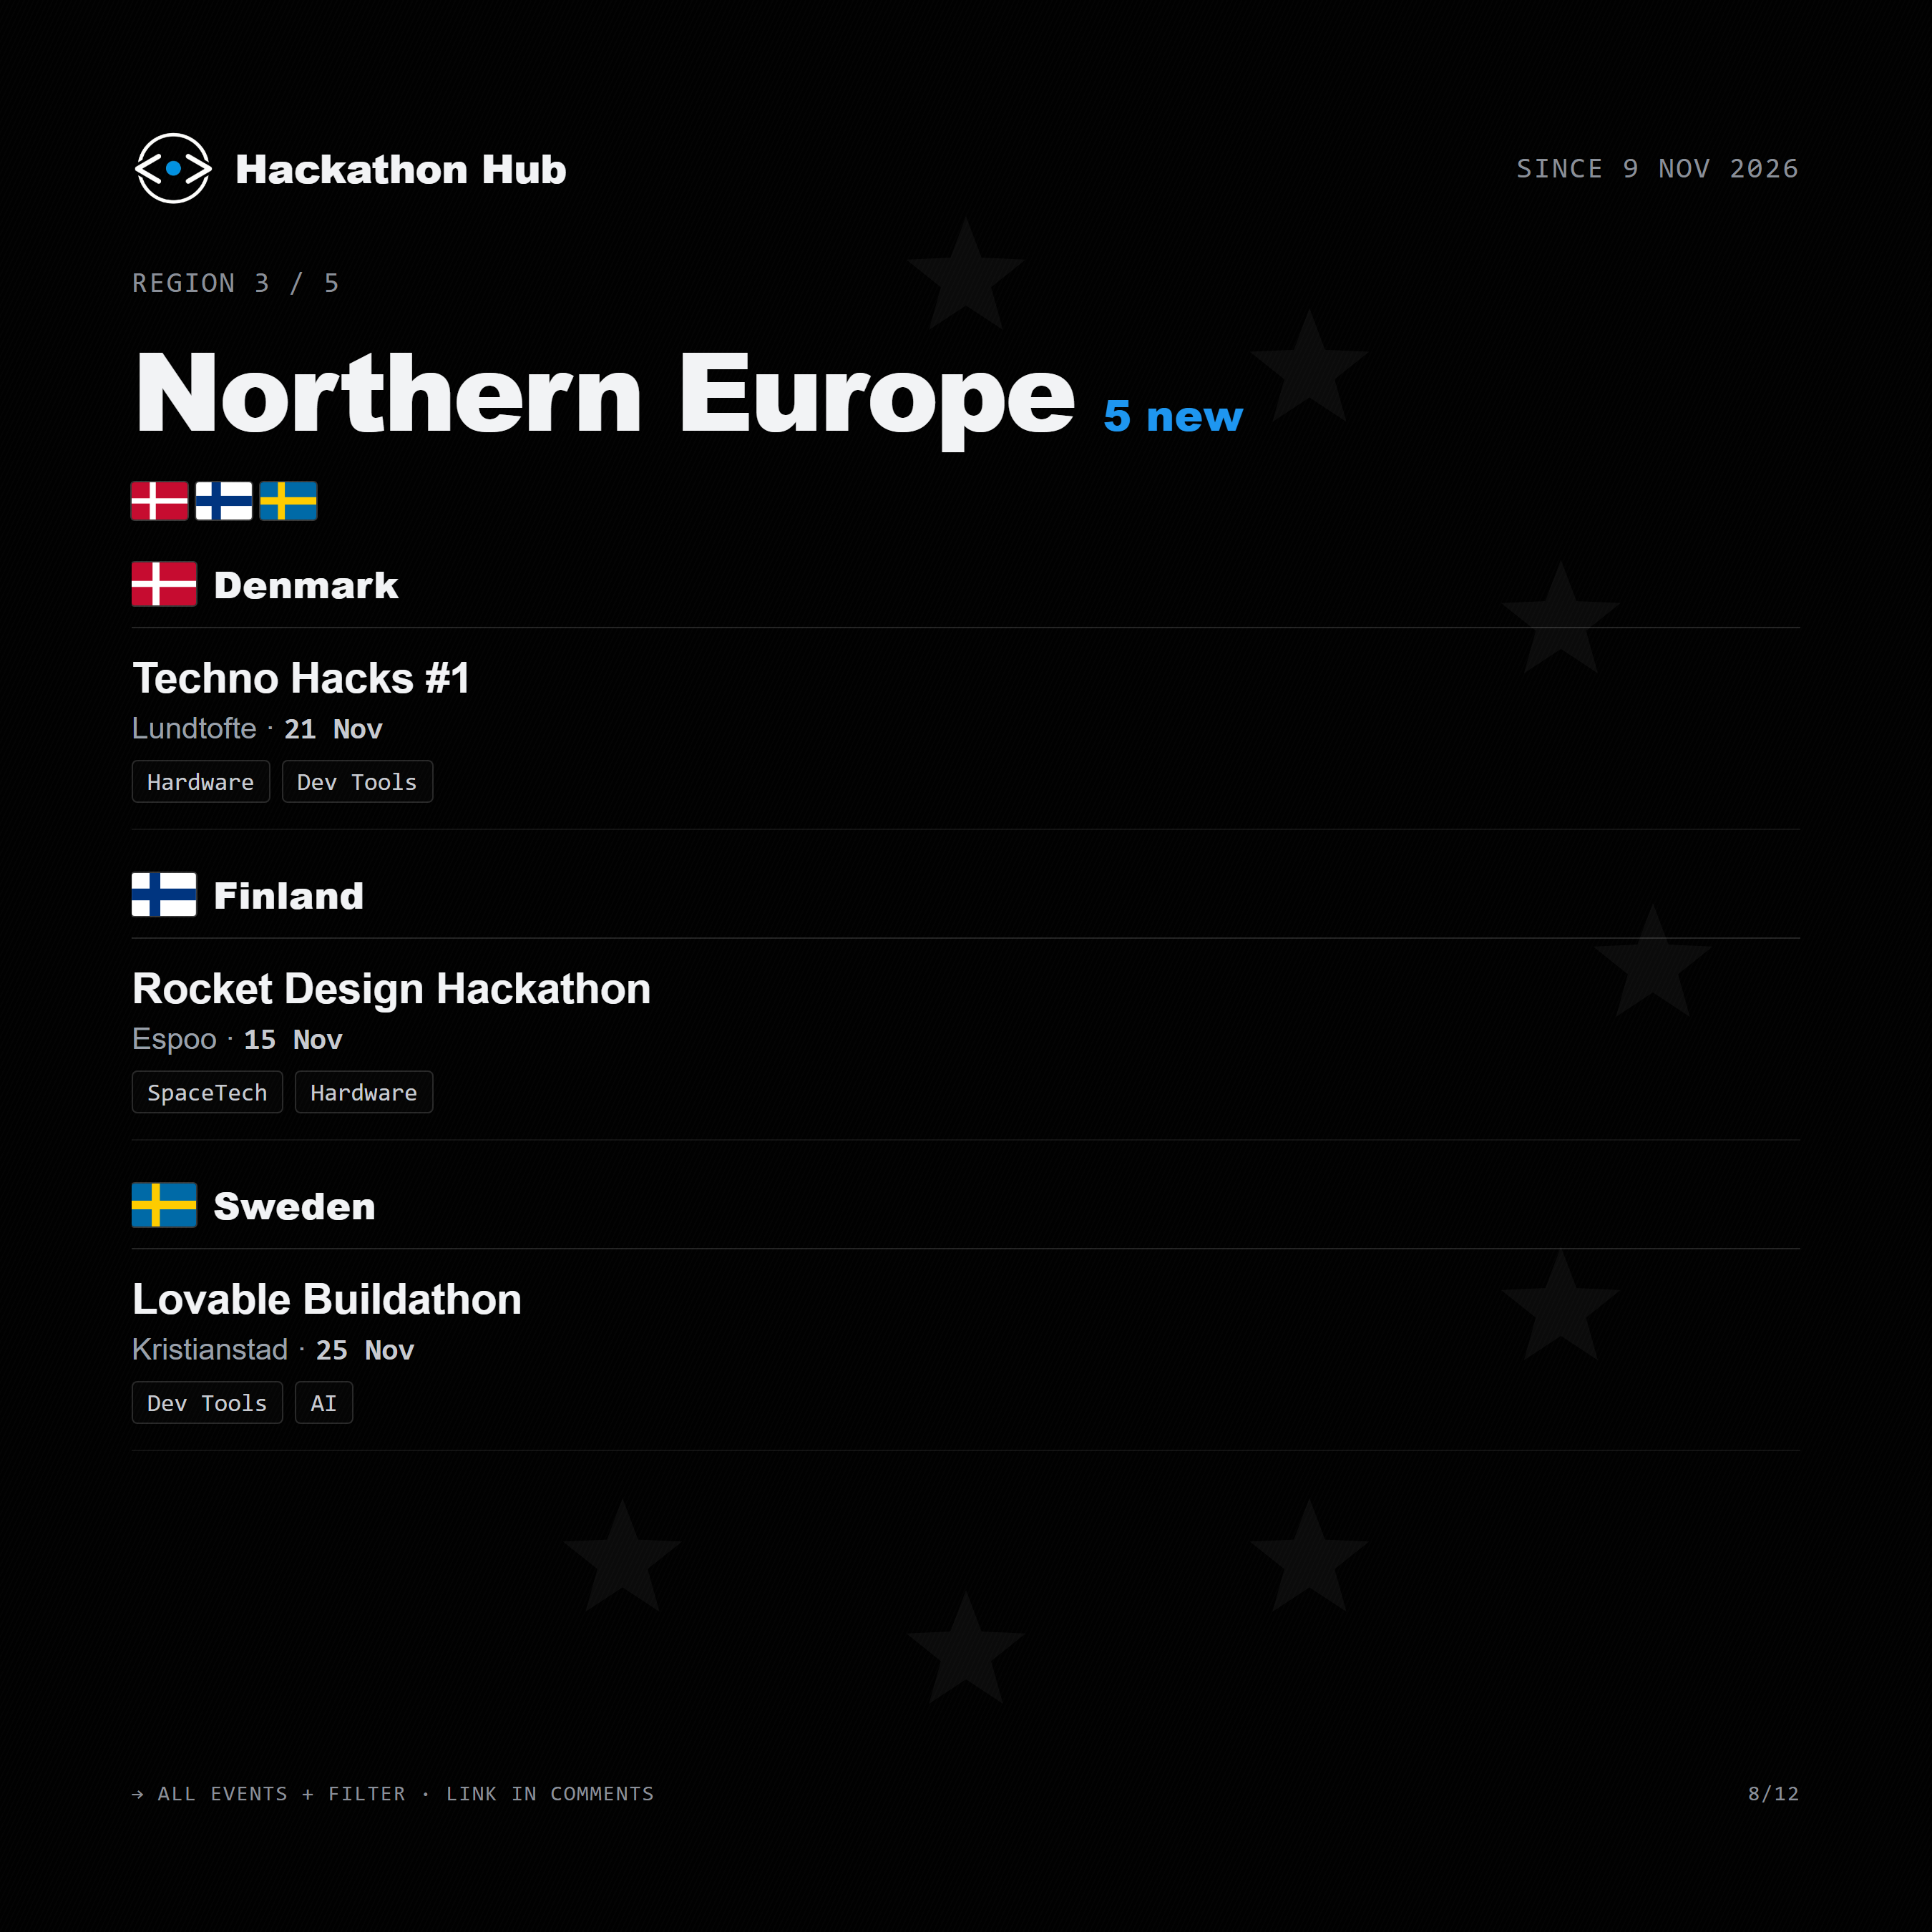 Hackathon Hub
SINCE 9 NOV 2026
REGION 3 / 5
Northern Europe 5 new
Denmark
Techno Hacks #1
Lundtofte · 21 Nov
Hardware Dev Tools
Finland
Rocket Design Hackathon
Espoo · 15 Nov
SpaceTech Hardware
Sweden
Lovable Buildathon
Kristianstad · 25 Nov
Dev Tools AI
→ ALL EVENTS + FILTER · LINK IN COMMENTS
8/12